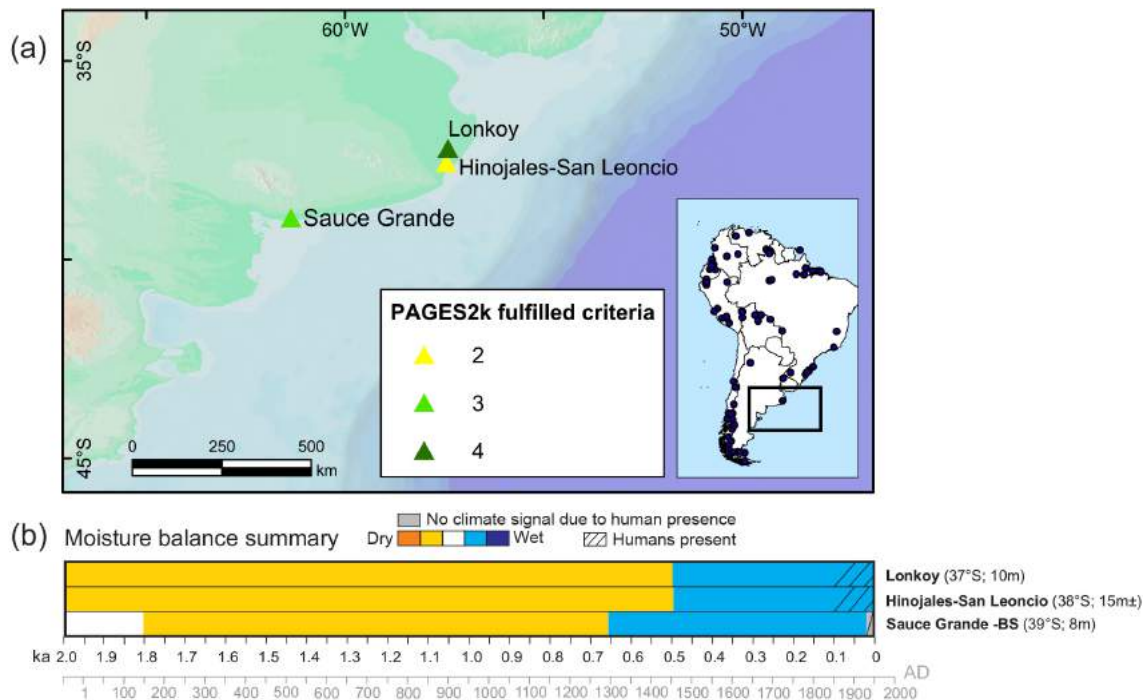 (a)
60°W
50°W
35°S
Lonkoy
Hinojales-San Leoncio
Sauce Grande
PAGES2k fulfilled criteria
2
3
4
0 250 500
km
45°S
No climate signal due to human presence
(b) Moisture balance summary Dry Wet Humans present
Lonkoy (37°S; 10m)
Hinojales-San Leoncio (38°S; 15m±)
Sauce Grande -BS (39°S; 8m)
ka 2.0 1.8 1.7 1.6 1.5 1.4 1.3 1.2 1.1 1.0 0.9 0.8 0.7 0.6 0.5 0.4 0.3 0.2 0.1 0
AD
1 100 200 300 400 500 600 700 800 900 1000 1100 1200 1300 1400 1500 1600 1700 1800 1900 2000